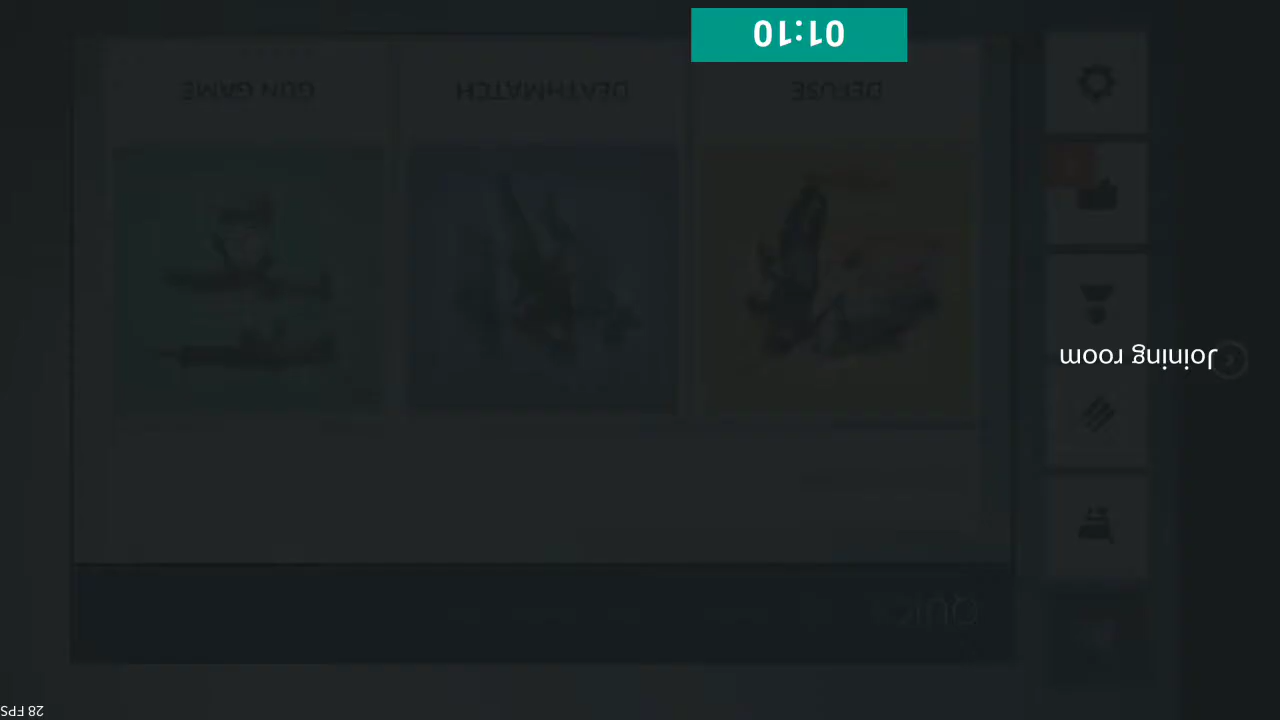 28 FPS
Joining room
DEFUSE
DEATHMATCH
GUN GAME
01:10